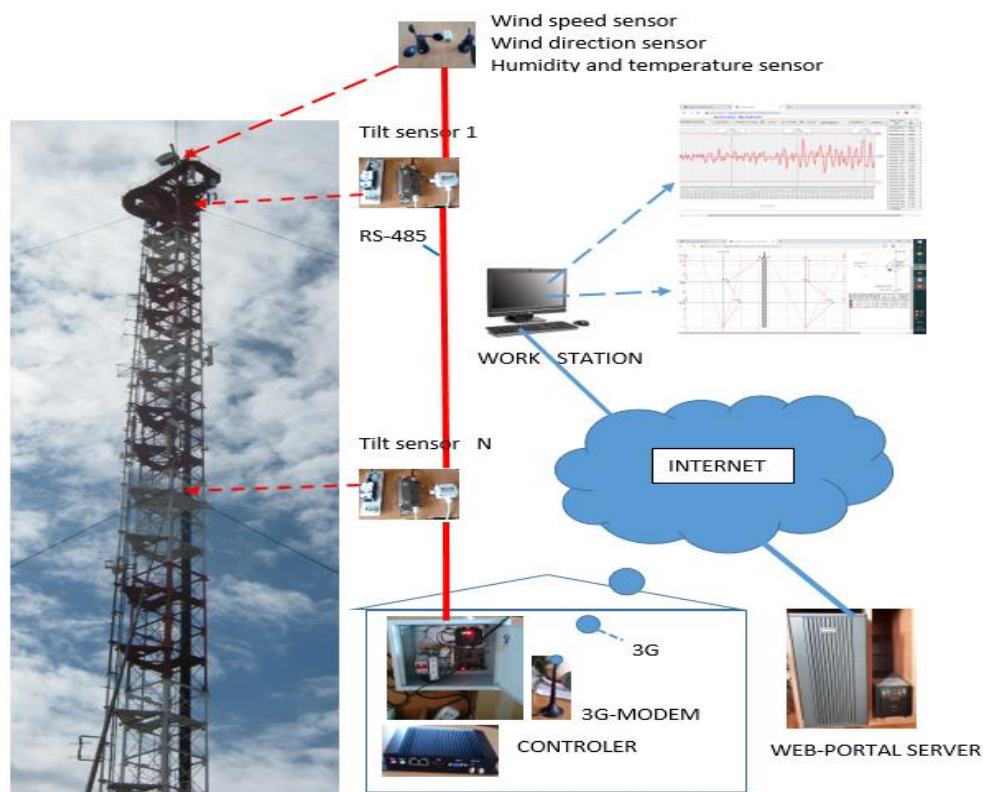 Wind speed sensor
Wind direction sensor
Humidity and temperature sensor
Tilt sensor 1
RS-485
WORK STATION
Tilt sensor N
INTERNET
3G
3G-MODEM
CONTROLER
WEB-PORTAL SERVER